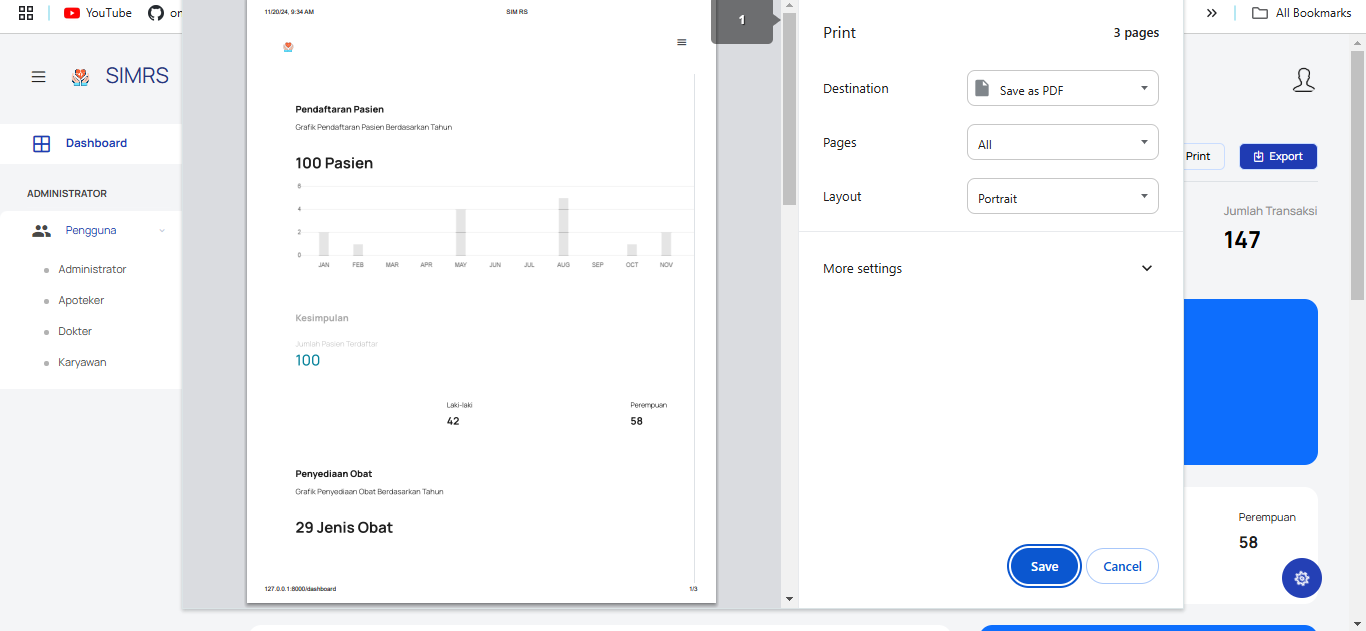 YouTube
on
All Bookmarks
SIMRS
Dashboard
ADMINISTRATOR
Pengguna
Administrator
Apoteker
Dokter
Karyawan
11/20/24, 9:34 AM
SIM RS
1
Pendaftaran Pasien
Grafik Pendaftaran Pasien Berdasarkan Tahun
100 Pasien
6
4
2
0
JAN FEB MAR APR MAY JUN JUL AUG SEP OCT NOV
Kesimpulan
Jumlah Pasien Terdaftar
100
Laki-laki Perempuan
42 58
Penyediaan Obat
Grafik Penyediaan Obat Berdasarkan Tahun
29 Jenis Obat
127.0.0.1:8000/dashboard 1/3
Print 3 pages
Destination Save as PDF
Pages All
Layout Portrait
More settings
Save Cancel
Print Export
Jumlah Transaksi
147
Perempuan
58